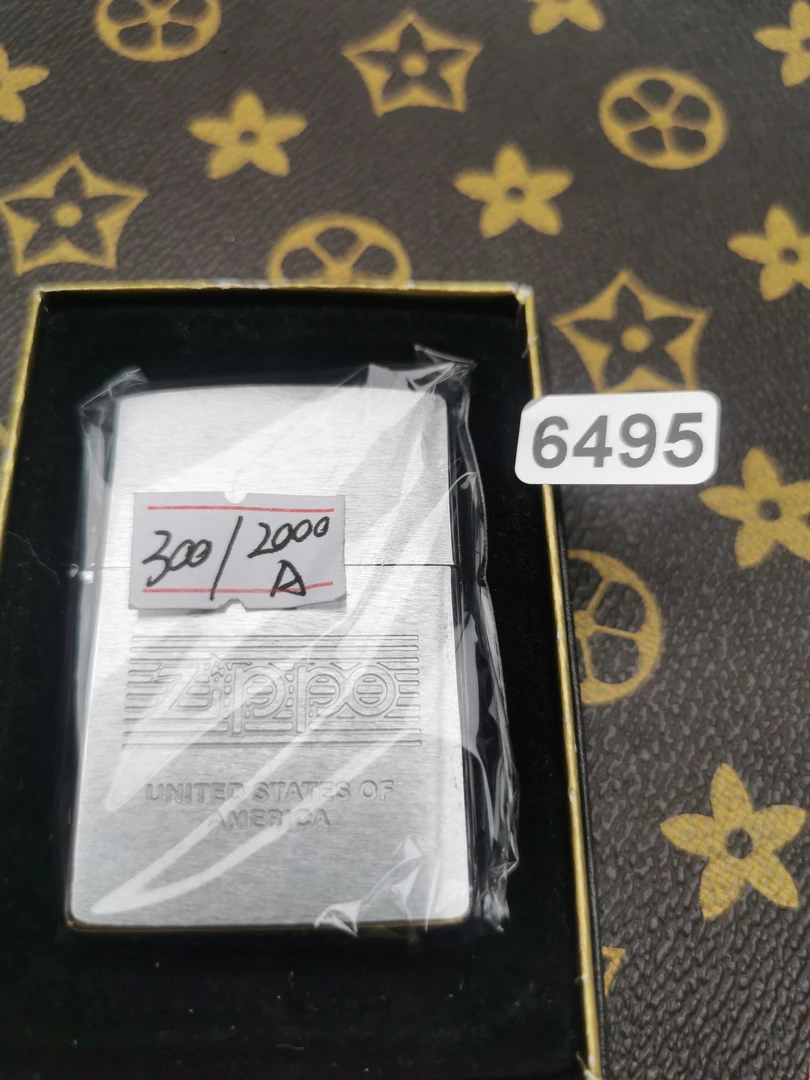 6495
300/2000
A
Zippo
UNITED STATES OF
AMERICA